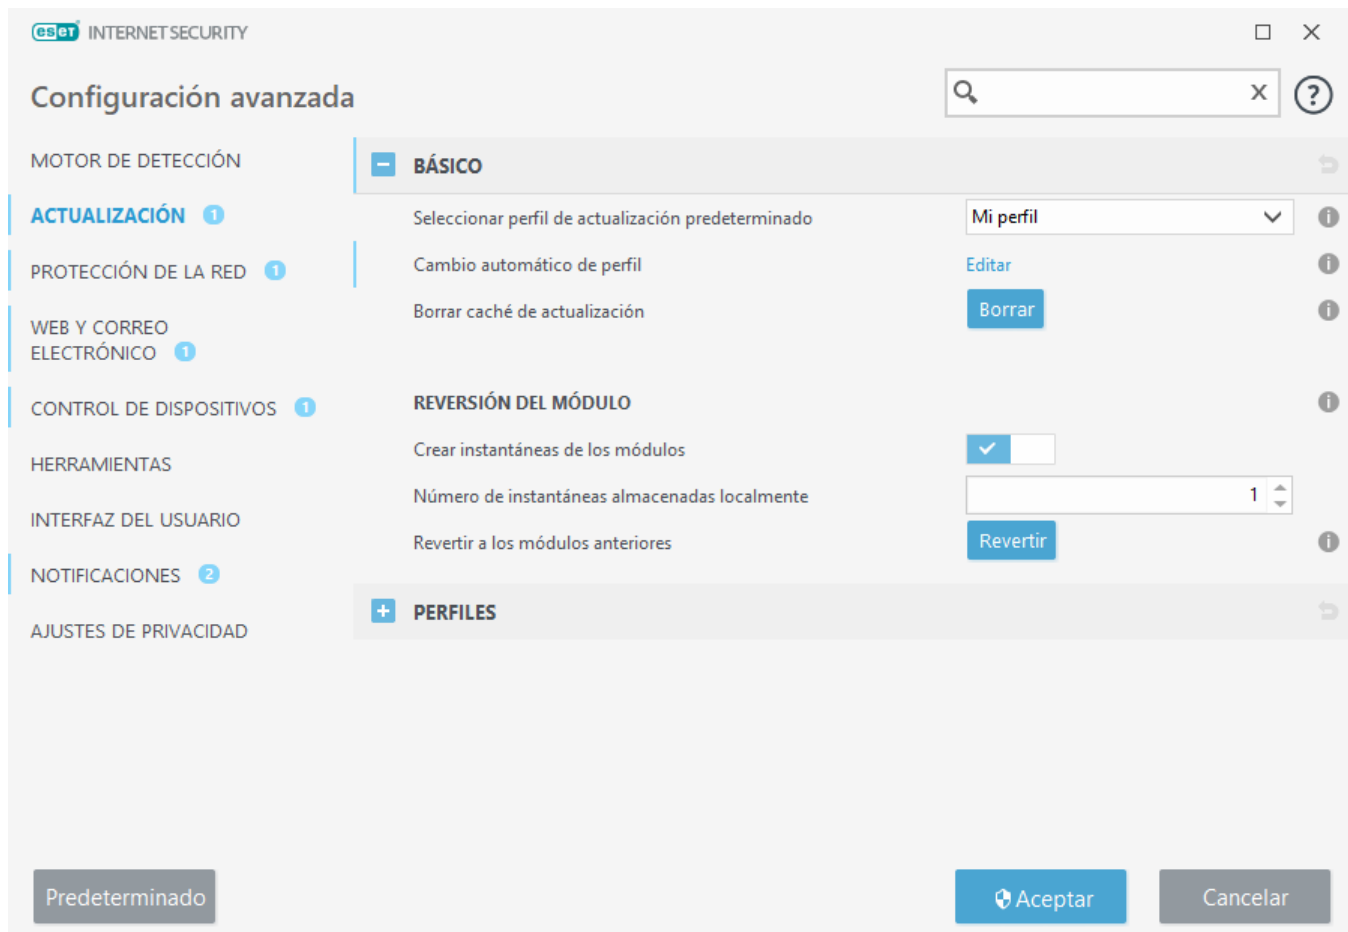 eset INTERNET SECURITY
Configuración avanzada
x
?
MOTOR DE DETECCIÓN
ACTUALIZACIÓN 1
PROTECCIÓN DE LA RED 1
WEB Y CORREO
ELECTRÓNICO 1
CONTROL DE DISPOSITIVOS 1
HERRAMIENTAS
INTERFAZ DEL USUARIO
NOTIFICACIONES 2
AJUSTES DE PRIVACIDAD
BÁSICO
Seleccionar perfil de actualización predeterminado Mi perfil
Cambio automático de perfil Editar
Borrar caché de actualización Borrar
REVERSIÓN DEL MÓDULO
Crear instantáneas de los módulos
Número de instantáneas almacenadas localmente 1
Revertir a los módulos anteriores Revertir
PERFILES
Predeterminado
Aceptar
Cancelar